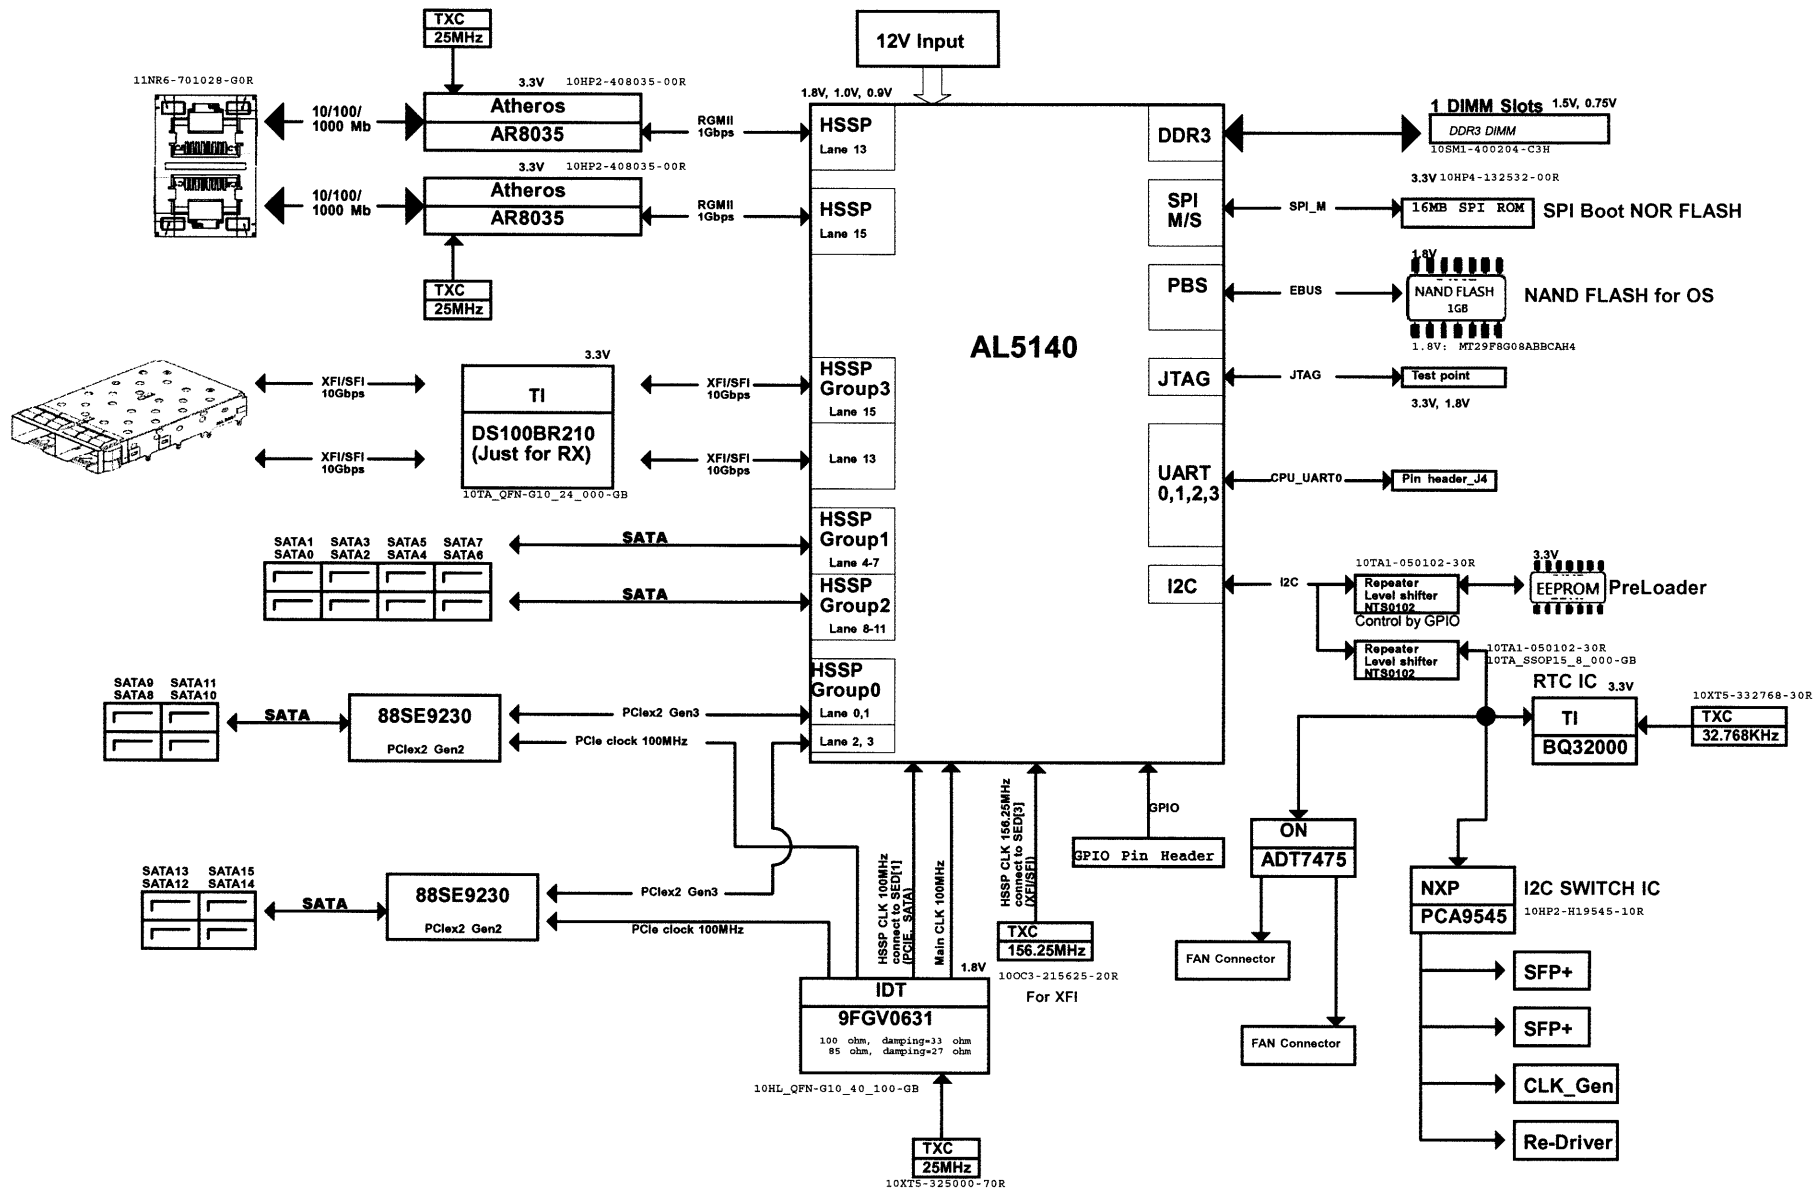 TXC
25MHz
12V Input
11NR6-701028-G0R
3.3V
10HP2-408035-00R
1.8V, 1.0V, 0.9V
10/100/
1000 Mb
Atheros
AR8035
RGMII
1Gbps
HSSP
Lane 13
3.3V
10HP2-408035-00R
10/100/
1000 Mb
Atheros
AR8035
RGMII
1Gbps
HSSP
Lane 15
TXC
25MHz
DDR3
1 DIMM Slots
1.5V, 0.75V
DDR3 DIMM
10SM1-400204-C3H
SPI
M/S
SPI_M
3.3V 10HP4-132532-00R
16MB SPI ROM
SPI Boot NOR FLASH
PBS
EBUS
1.8V
NAND FLASH
1GB
NAND FLASH for OS
1.8V: MT29F8G08ABBCAH4
AL5140
JTAG
JTAG
Test point
3.3V, 1.8V
3.3V
XFI/SFI
10Gbps
TI
XFI/SFI
10Gbps
HSSP
Group3
Lane 15
DS100BR210
(Just for RX)
XFI/SFI
10Gbps
XFI/SFI
10Gbps
Lane 13
10TA_QFN-G10_24_000-GB
UART
0,1,2,3
CPU_UART0
Pin header_J4
SATA1
SATA0
SATA3
SATA2
SATA5
SATA4
SATA7
SATA6
SATA
HSSP
Group1
Lane 4-7
SATA
HSSP
Group2
Lane 8-11
I2C
I2C
10TA1-050102-30R
Repeater
Level shifter
NTS0102
Control by GPIO
3.3V
EEPROM
PreLoader
Repeater
Level shifter
NTS0102
10TA1-050102-30R
10TA_SSOP15_8_000-GB
RTC IC
3.3V
TI
BQ32000
10XT5-332768-30R
TXC
32.768KHz
SATA9
SATA8
SATA11
SATA10
SATA
88SE9230
PCIex2 Gen2
PCIex2 Gen3
PCIe clock 100MHz
HSSP
Group0
Lane 0,1
Lane 2, 3
SATA13
SATA12
SATA15
SATA14
SATA
88SE9230
PCIex2 Gen2
PCIex2 Gen3
PCIe clock 100MHz
HSSP CLK 100MHz
connect to SED[1]
(PCIE, SATA)
Main CLK 100MHz
HSSP CLK 156.25MHz
connect to SED[3]
(XFI/SFI)
GPIO
GPIO Pin Header
TXC
156.25MHz
10OC3-215625-20R
For XFI
1.8V
IDT
9FGV0631
100 ohm, damping=33 ohm
85 ohm, damping=27 ohm
10HL_QFN-G10_40_100-GB
TXC
25MHz
10XT5-325000-70R
ON
ADT7475
FAN Connector
FAN Connector
NXP
PCA9545
I2C SWITCH IC
10HP2-H19545-10R
SFP+
SFP+
CLK_Gen
Re-Driver